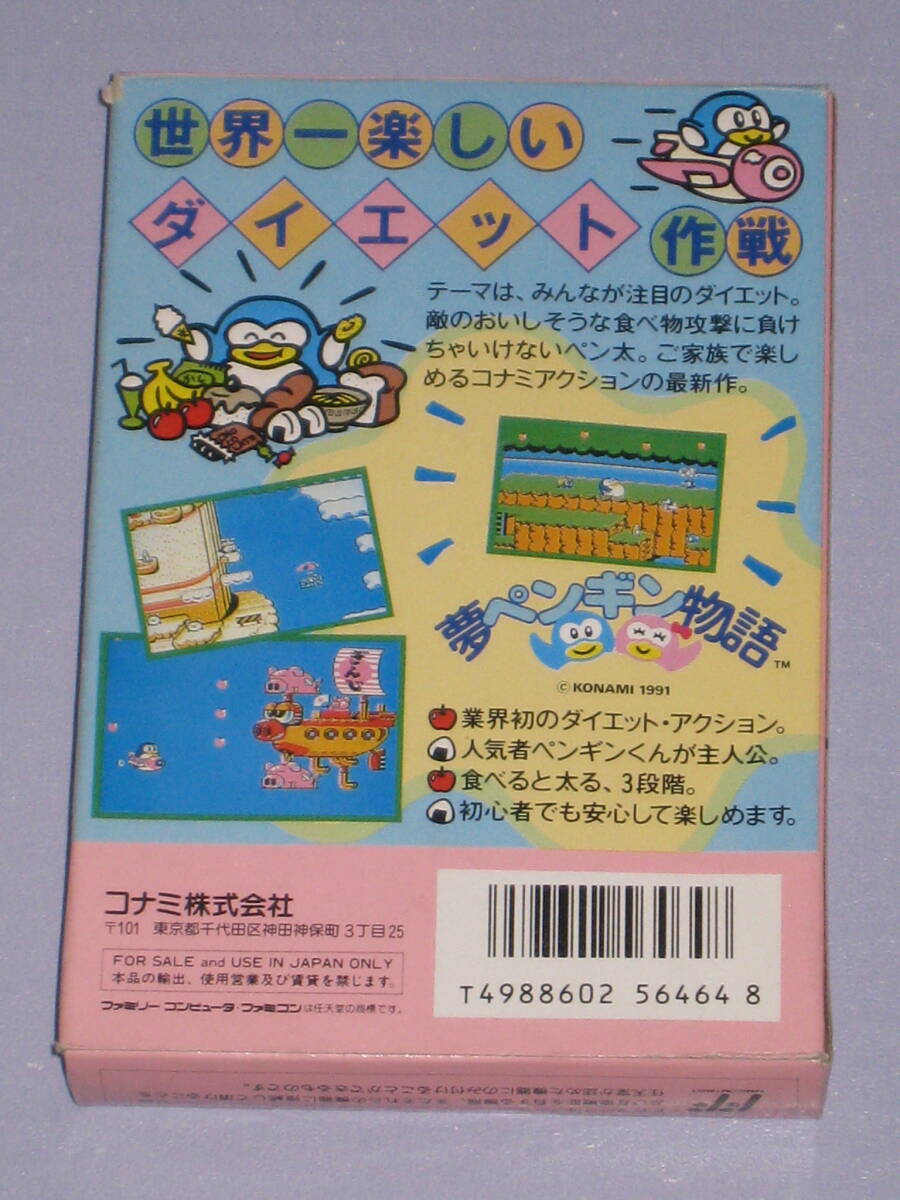 世界一楽しい
ダイエット作戦
テーマは、みんなが注目のダイエット。
敵のおいしそうな食べ物攻撃に負け
ちゃいけないペン太。ご家族で楽し
めるコナミアクションの最新作。
夢ペンギン物語™
© KONAMI 1991
業界初のダイエット・アクション。
人気者ペンギンくんが主人公。
食べると太る、3段階。
初心者でも安心して楽しめます。
コナミ株式会社
〒101 東京都千代田区神田神保町3丁目25
FOR SALE and USE IN JAPAN ONLY
本品の輸出、使用営業及び賃貸を禁じます。
ファミリーコンピュータ・ファミコンは任天堂の商標です。
T4988602 56464 8